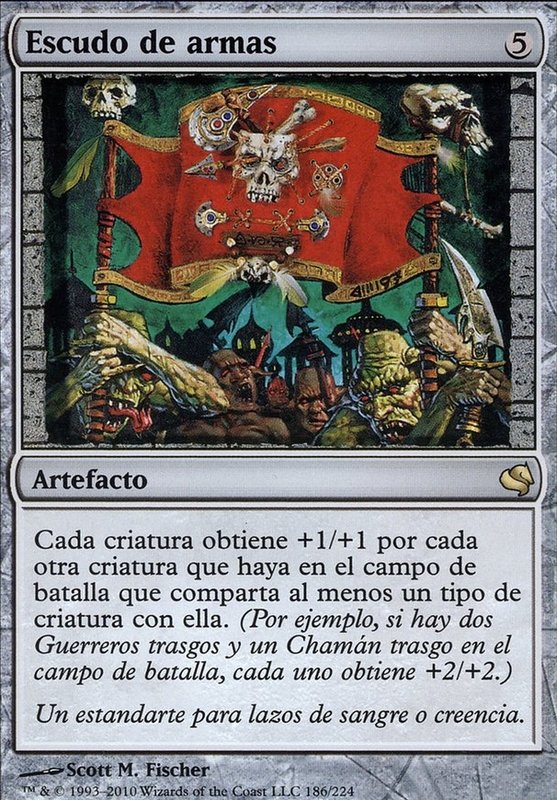 Escudo de armas
5
Artefacto
Cada criatura obtiene +1/+1 por cada
otra criatura que haya en el campo de
batalla que comparta al menos un tipo de
criatura con ella. (Por ejemplo, si hay dos
Guerreros trasgos y un Chamán trasgo en el
campo de batalla, cada uno obtiene +2/+2.)
Un estandarte para lazos de sangre o creencia.
Scott M. Fischer
™ & © 1993–2010 Wizards of the Coast LLC 186/224